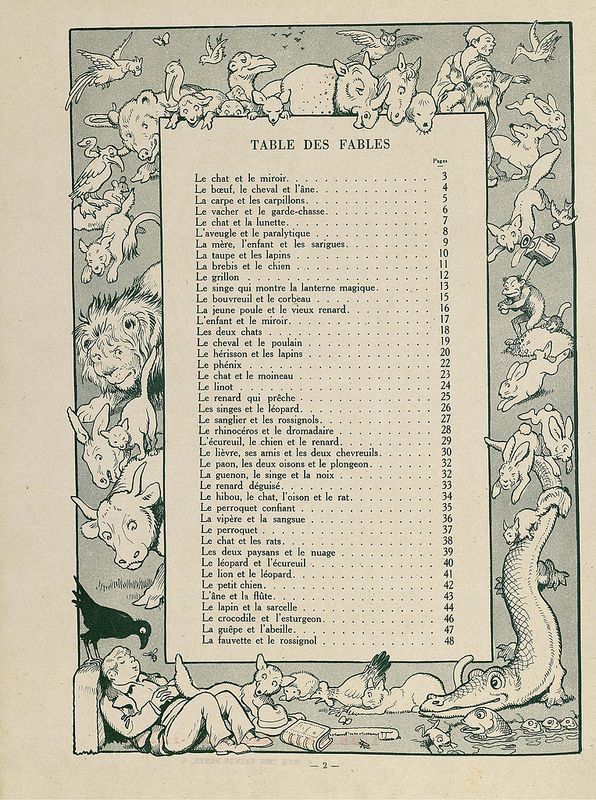 TABLE DES FABLES
Pages
Le chat et le miroir. 3
Le bœuf, le cheval et l'âne. 4
La carpe et les carpillons. 5
Le vacher et le garde-chasse. 6
Le chat et la lunette. 7
L'aveugle et le paralytique 8
La mère, l'enfant et les sarigues. 9
La taupe et les lapins 10
La brebis et le chien 11
Le grillon 12
Le singe qui montre la lanterne magique. 13
Le bouvreuil et le corbeau 15
La jeune poule et le vieux renard. 16
L'enfant et le miroir. 17
Les deux chats 18
Le cheval et le poulain 19
Le hérisson et les lapins 20
Le phénix 22
Le chat et le moineau 23
Le linot 24
Le renard qui prêche 25
Les singes et le léopard. 26
Le sanglier et les rossignols. 27
Le rhinocéros et le dromadaire 28
L'écureuil, le chien et le renard. 29
Le lièvre, ses amis et les deux chevreuils. 30
Le paon, les deux oisons et le plongeon. 32
La guenon, le singe et la noix 32
Le renard déguisé. 33
Le hibou, le chat, l'oison et le rat. 34
Le perroquet confiant 35
La vipère et la sangsue 36
Le perroquet 37
Le chat et les rats. 38
Les deux paysans et le nuage 39
Le léopard et l'écureuil 40
Le lion et le léopard. 41
Le petit chien. 42
L'âne et la flûte. 43
Le lapin et la sarcelle 44
Le crocodile et l'esturgeon. 46
La guêpe et l'abeille. 47
La fauvette et le rossignol 48
— 2 —